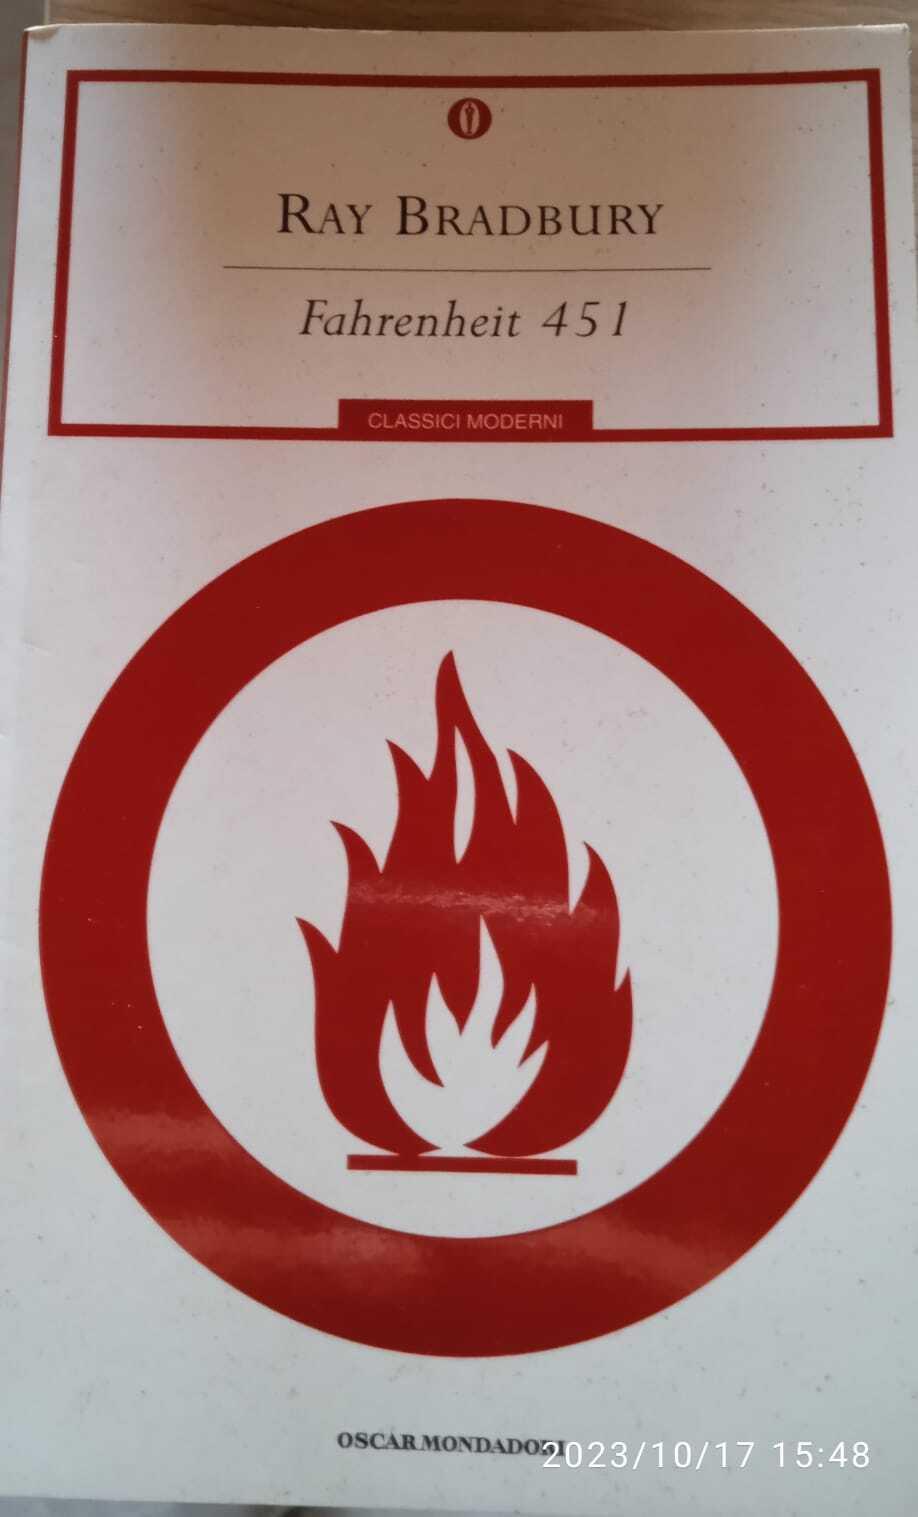 RAY BRADBURY
Fahrenheit 451
CLASSICI MODERNI
OSCAR MONDADORI
2023/10/17 15:48